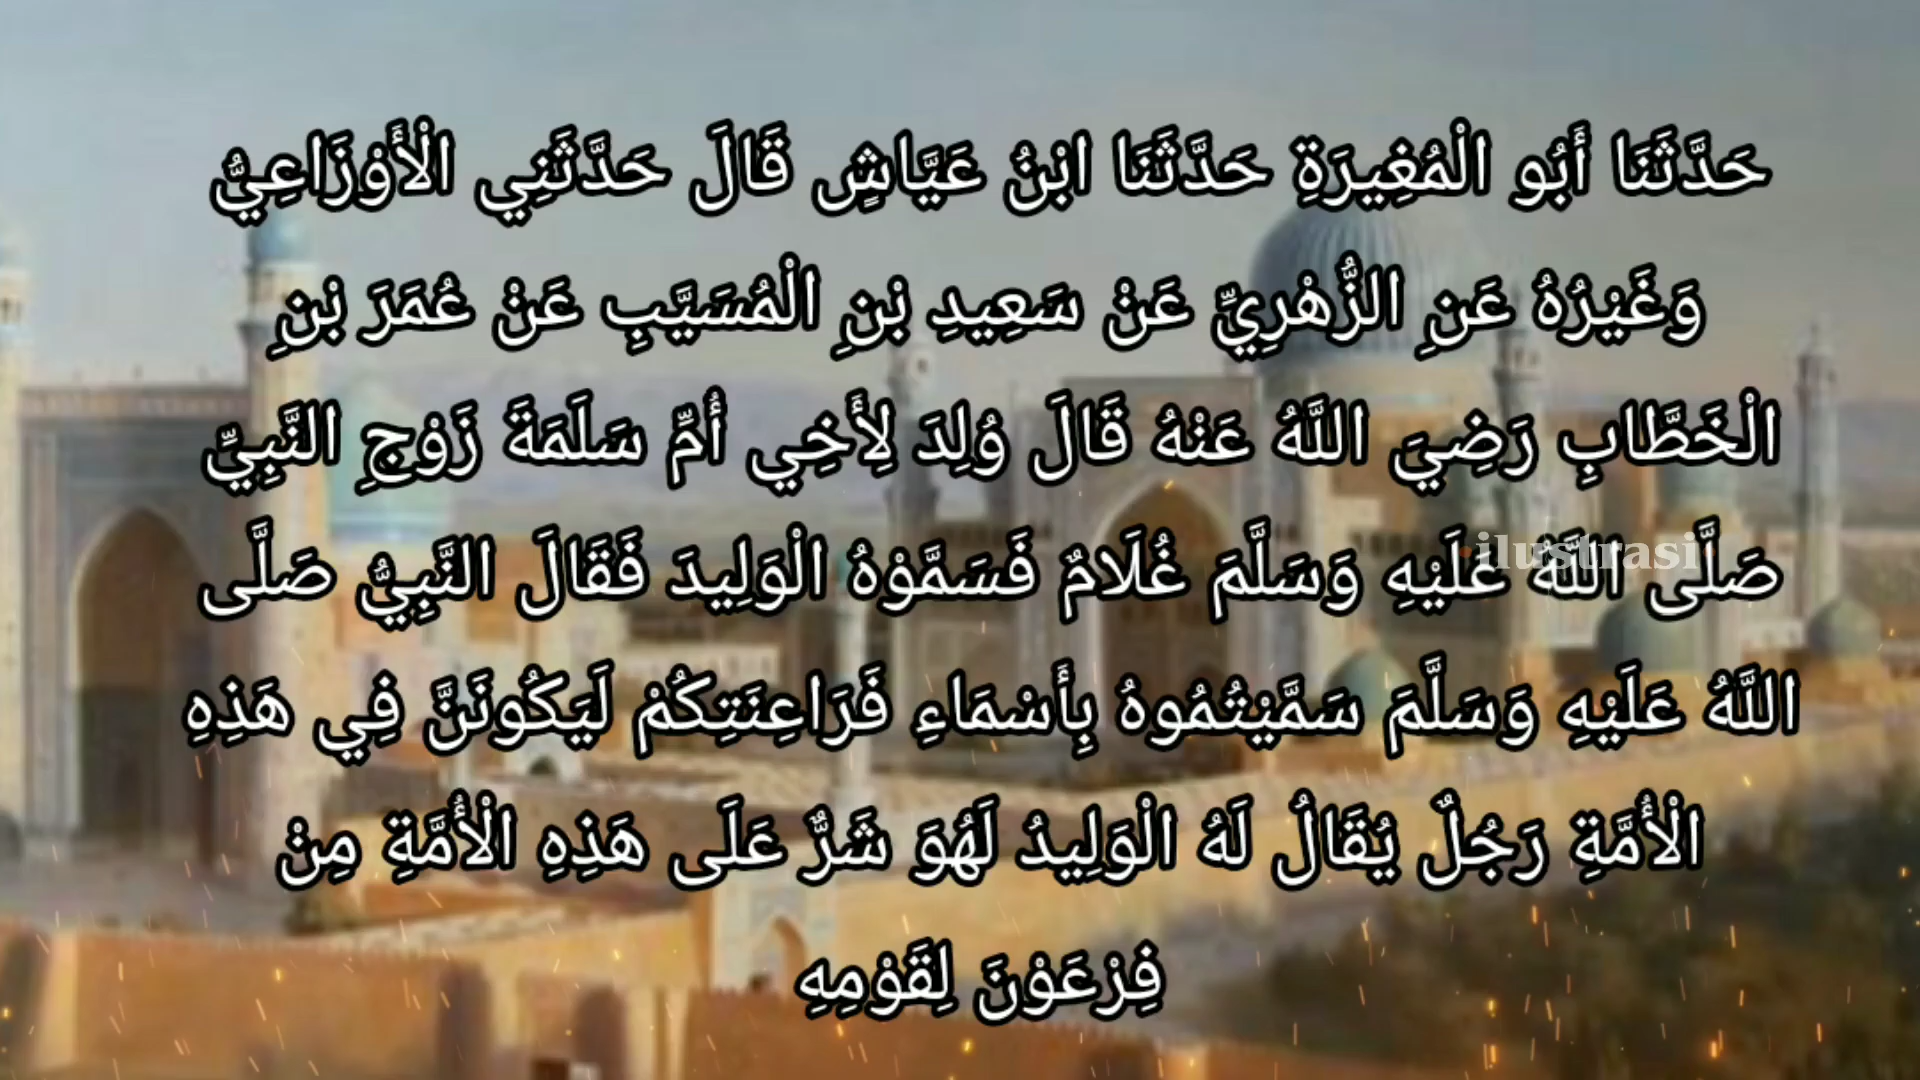 حَدَّثَنَا أَبُو الْمُغِيرَةِ حَدَّثَنَا ابْنُ عَيَّاشٍ قَالَ حَدَّثَنِي الْأَوْزَاعِيُّ
وَغَيْرُهُ عَنِ الزُّهْرِيِّ عَنْ سَعِيدِ بْنِ الْمُسَيَّبِ عَنْ عُمَرَ بْنِ
الْخَطَّابِ رَضِيَ اللَّهُ عَنْهُ قَالَ وُلِدَ لِأَخِي أُمِّ سَلَمَةَ زَوْجِ النَّبِيِّ
صَلَّى اللَّهُ عَلَيْهِ وَسَلَّمَ غُلَامٌ فَسَمَّوْهُ الْوَلِيدَ فَقَالَ النَّبِيُّ صَلَّى
اللَّهُ عَلَيْهِ وَسَلَّمَ سَمَّيْتُمُوهُ بِأَسْمَاءِ فَرَاعِنَتِكُمْ لَيَكُونَنَّ فِي هَذِهِ
الْأُمَّةِ رَجُلٌ يُقَالُ لَهُ الْوَلِيدُ لَهُوَ شَرٌّ عَلَى هَذِهِ الْأُمَّةِ مِنْ
فِرْعَوْنَ لِقَوْمِهِ
•ilustrasi•